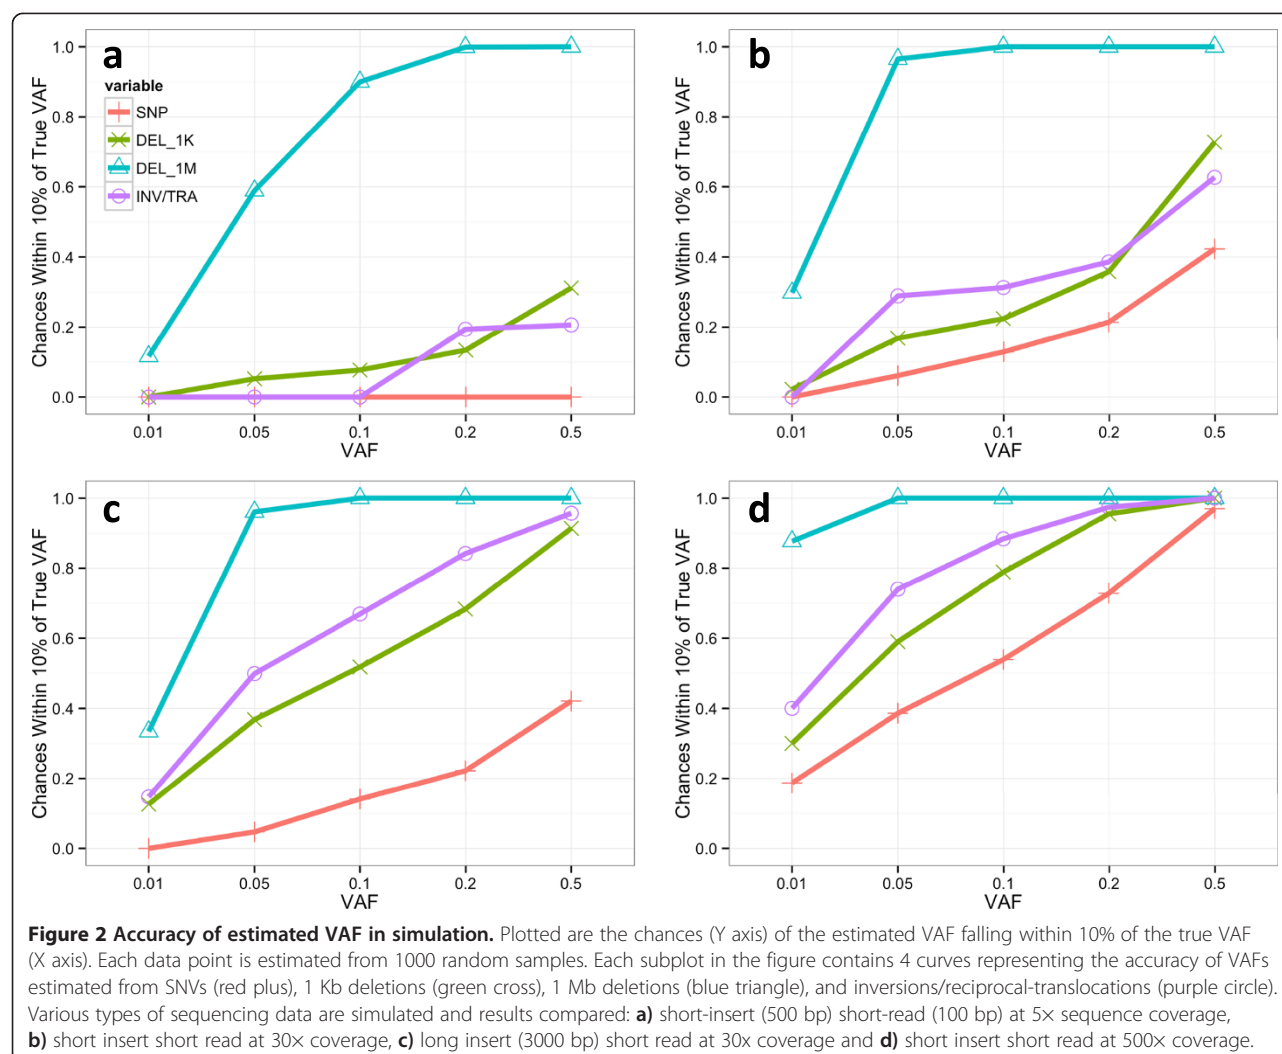 a
variable
SNP
DEL_1K
DEL_1M
INV/TRA
Chances Within 10% of True VAF
1.0
0.8
0.6
0.4
0.2
0.0
0.01 0.05 0.1 0.2 0.5
VAF
b
Chances Within 10% of True VAF
1.0
0.8
0.6
0.4
0.2
0.0
0.01 0.05 0.1 0.2 0.5
VAF
c
Chances Within 10% of True VAF
1.0
0.8
0.6
0.4
0.2
0.0
0.01 0.05 0.1 0.2 0.5
VAF
d
Chances Within 10% of True VAF
1.0
0.8
0.6
0.4
0.2
0.0
0.01 0.05 0.1 0.2 0.5
VAF
Figure 2 Accuracy of estimated VAF in simulation. Plotted are the chances (Y axis) of the estimated VAF falling within 10% of the true VAF
(X axis). Each data point is estimated from 1000 random samples. Each subplot in the figure contains 4 curves representing the accuracy of VAFs
estimated from SNVs (red plus), 1 Kb deletions (green cross), 1 Mb deletions (blue triangle), and inversions/reciprocal-translocations (purple circle).
Various types of sequencing data are simulated and results compared: a) short-insert (500 bp) short-read (100 bp) at 5× sequence coverage,
b) short insert short read at 30× coverage, c) long insert (3000 bp) short read at 30x coverage and d) short insert short read at 500× coverage.